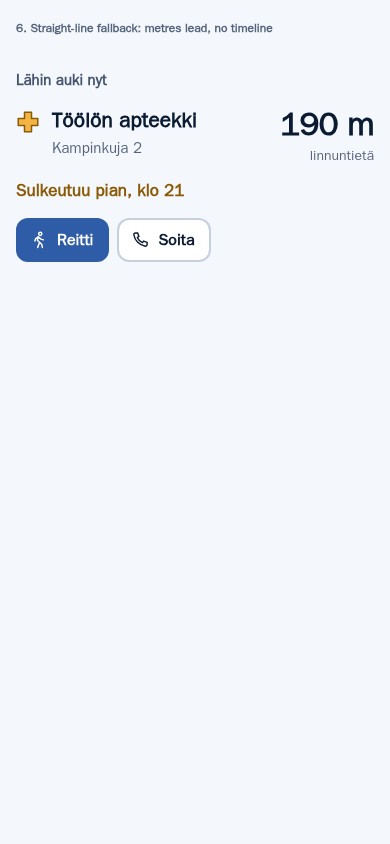 6. Straight-line fallback: metres lead, no timeline
Lähin auki nyt
Töölön apteekki
190 m
Kampinkuja 2
linnuntietä
Sulkeutuu pian, klo 21
Reitti
Soita